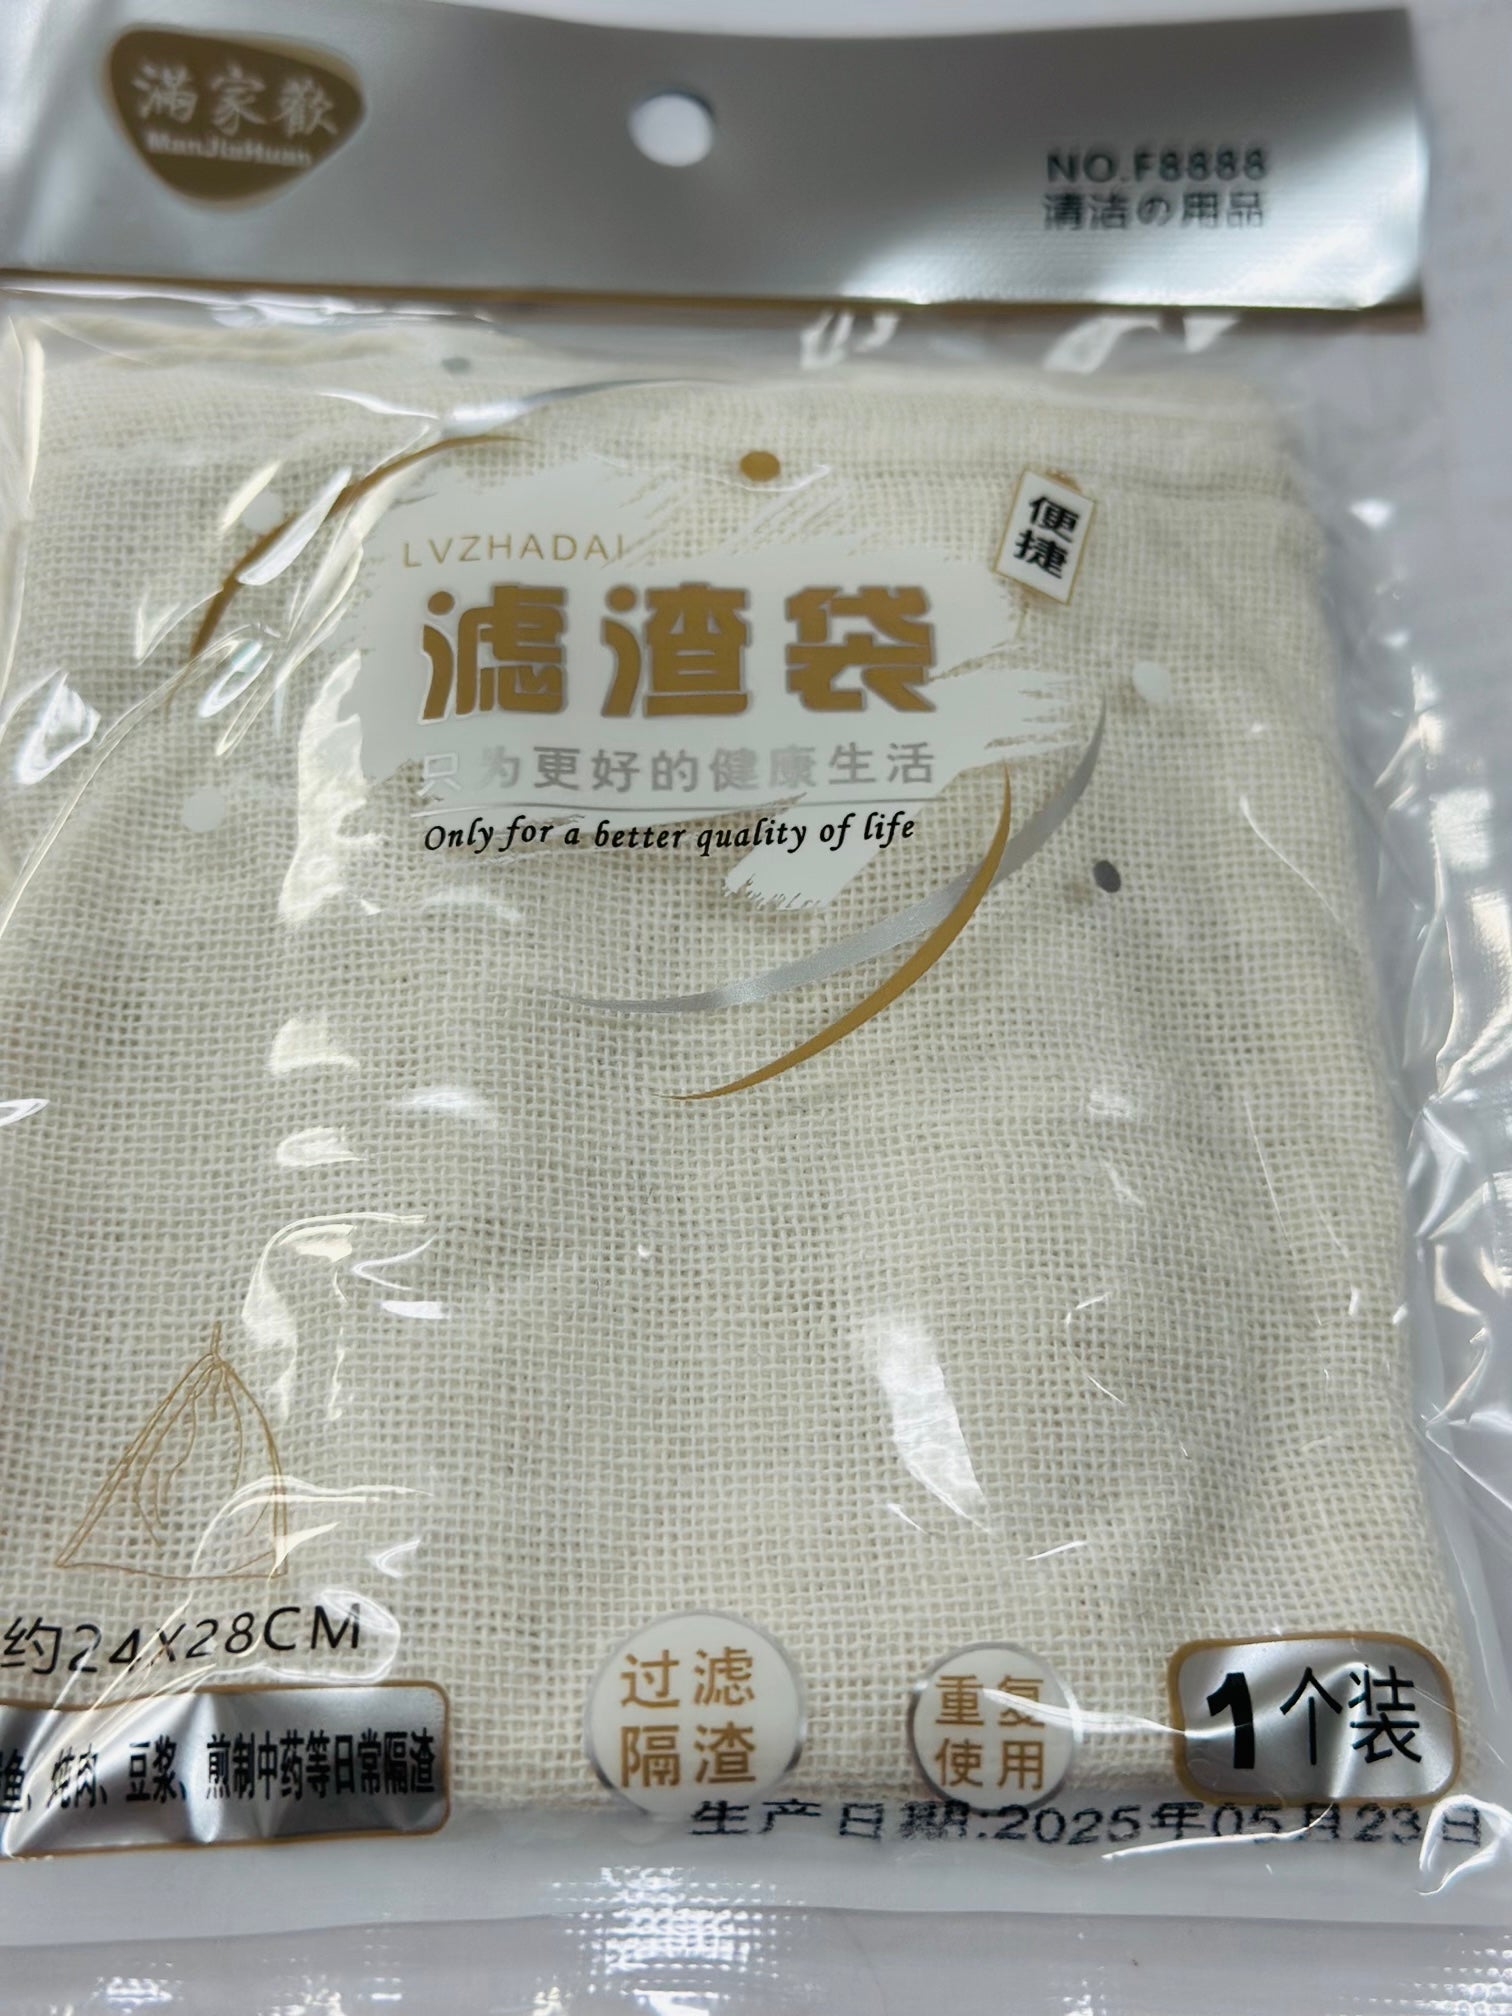 滿家歡
ManJiaHuan
NO.F8888
清洁の用品
LVZHADAI
便捷
滤渣袋
只为更好的健康生活
Only for a better quality of life
约24X28CM
鱼、炖肉、豆浆、煎制中药等日常隔渣
过滤
隔渣
重复
使用
1个装
生产日期:2025年05月23日